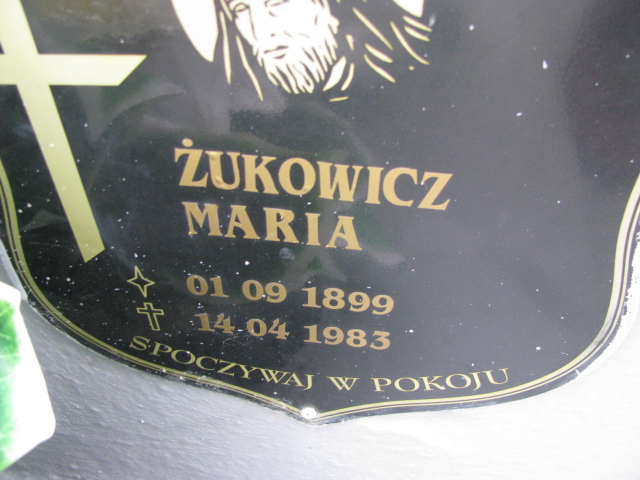 ŻUKOWICZ
MARIA
01 09 1899
14 04 1983
SPOCZYWAJ W POKOJU